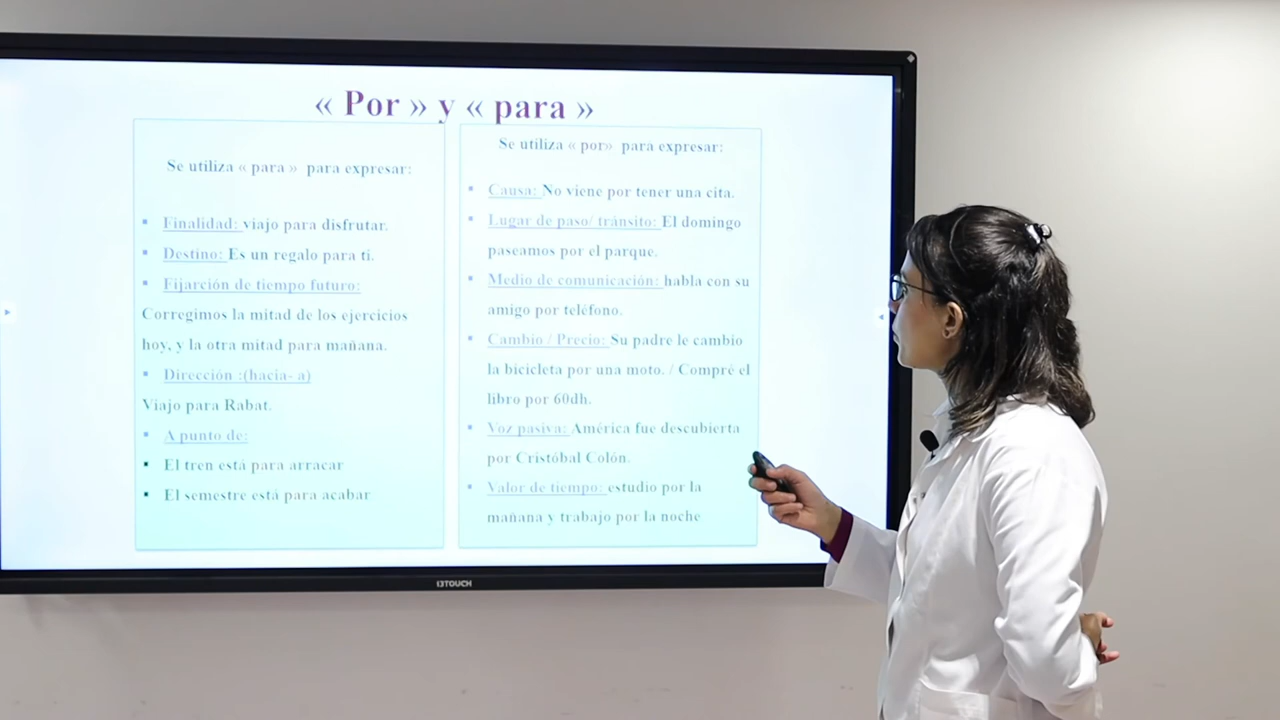 « Por » y « para »
Se utiliza « para » para expresar:
Finalidad: viajo para disfrutar.
Destino: Es un regalo para ti.
Fijarción de tiempo futuro:
Corregimos la mitad de los ejercicios
hoy, y la otra mitad para mañana.
Dirección :(hacia- a)
Viajo para Rabat.
A punto de:
El tren está para arracar
El semestre está para acabar
Se utiliza « por» para expresar:
Causa: No viene por tener una cita.
Lugar de paso/ tránsito: El domingo
paseamos por el parque.
Medio de comunicación: habla con su
amigo por teléfono.
Cambio / Precio: Su padre le cambio
la bicicleta por una moto. / Compré el
libro por 60dh.
Voz pasiva: América fue descubierta
por Cristóbal Colón.
Valor de tiempo: estudio por la
mañana y trabajo por la noche
i3TOUCH